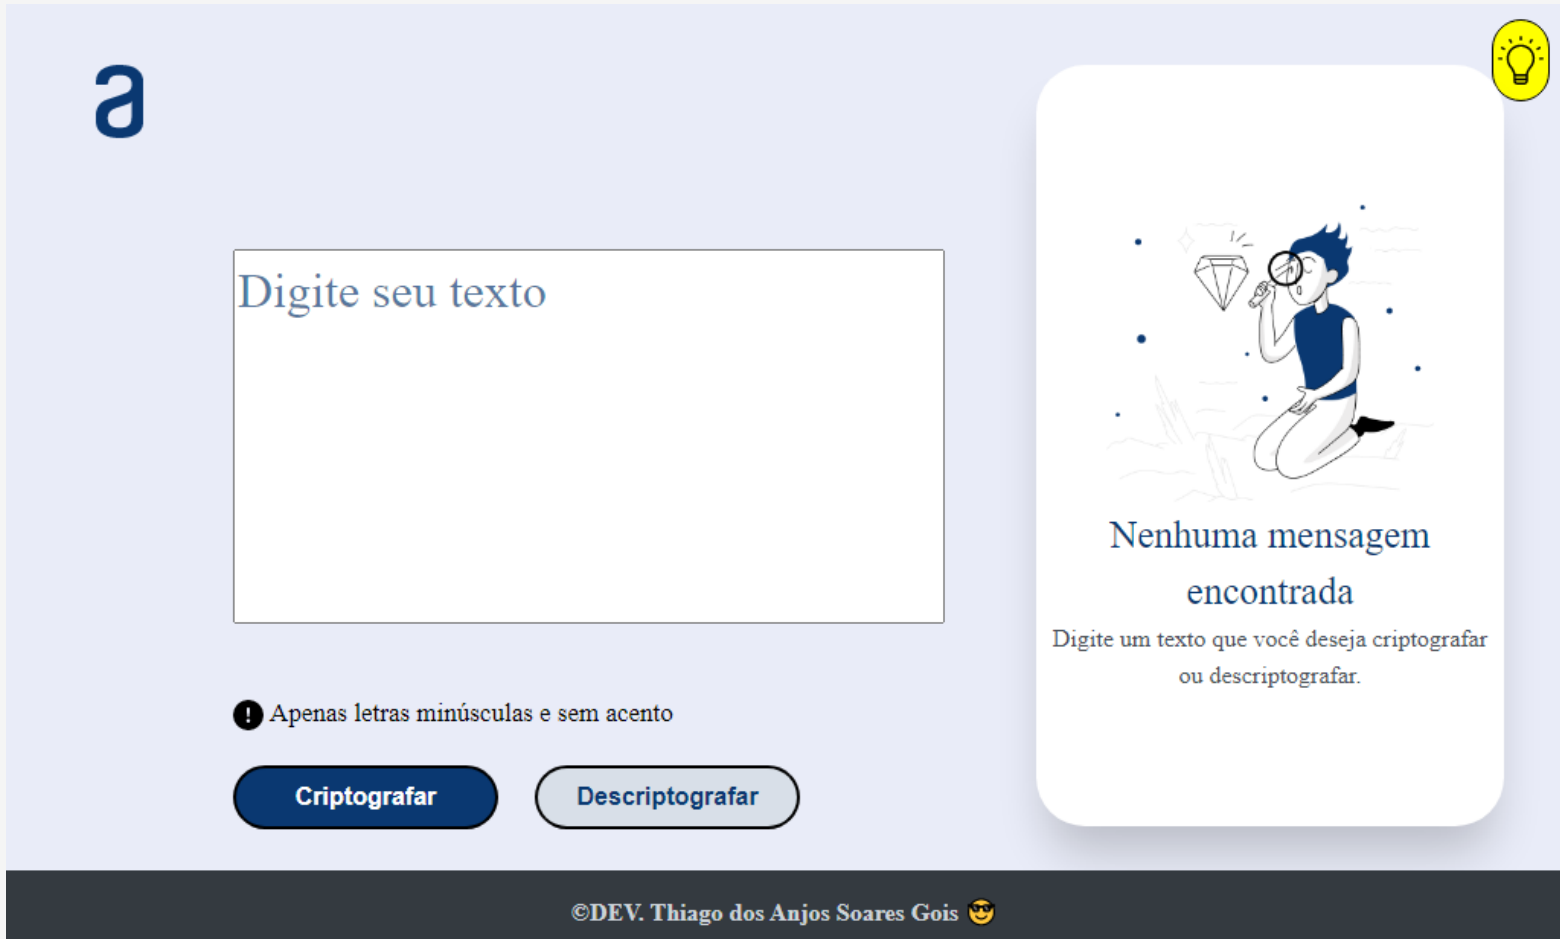 a
Digite seu texto
Apenas letras minúsculas e sem acento
Criptografar
Descriptografar
Nenhuma mensagem
encontrada
Digite um texto que você deseja criptografar
ou descriptografar.
©DEV. Thiago dos Anjos Soares Gois 😎